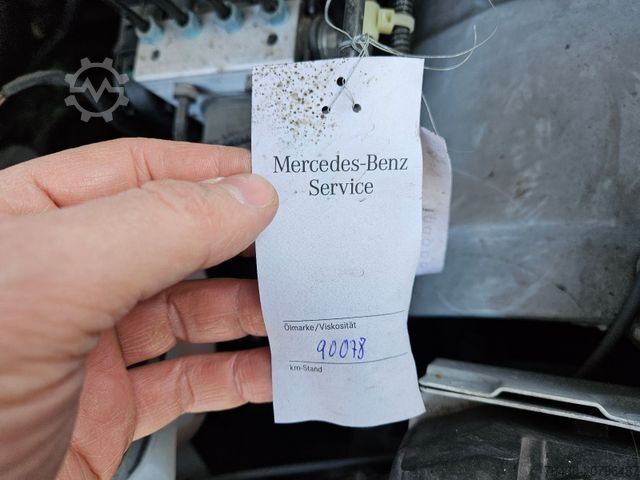 Mercedes-Benz
Service
Ölmarke/Viskosität
90078
km-Stand